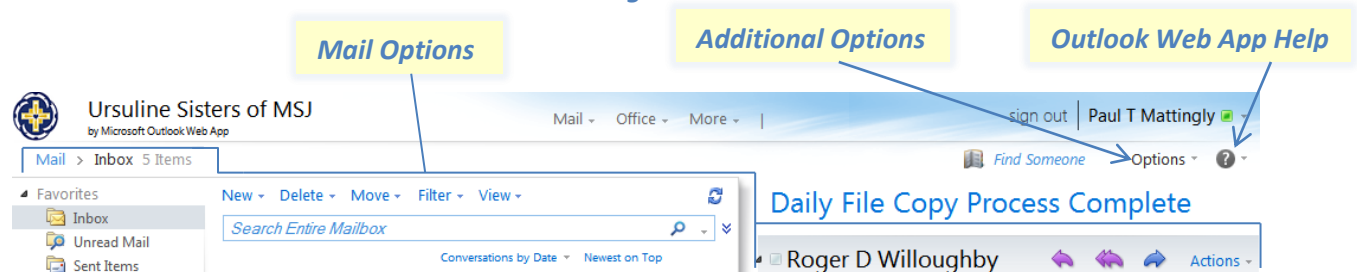 Mail Options
Additional Options
Outlook Web App Help
Ursuline Sisters of MSJ
by Microsoft Outlook Web App
Mail Office More |
sign out | Paul T Mattingly
Mail > Inbox 5 Items
Find Someone Options ?
Favorites
Inbox
Unread Mail
Sent Items
New Delete Move Filter View
Search Entire Mailbox
Conversations by Date Newest on Top
Daily File Copy Process Complete
Roger D Willoughby Actions